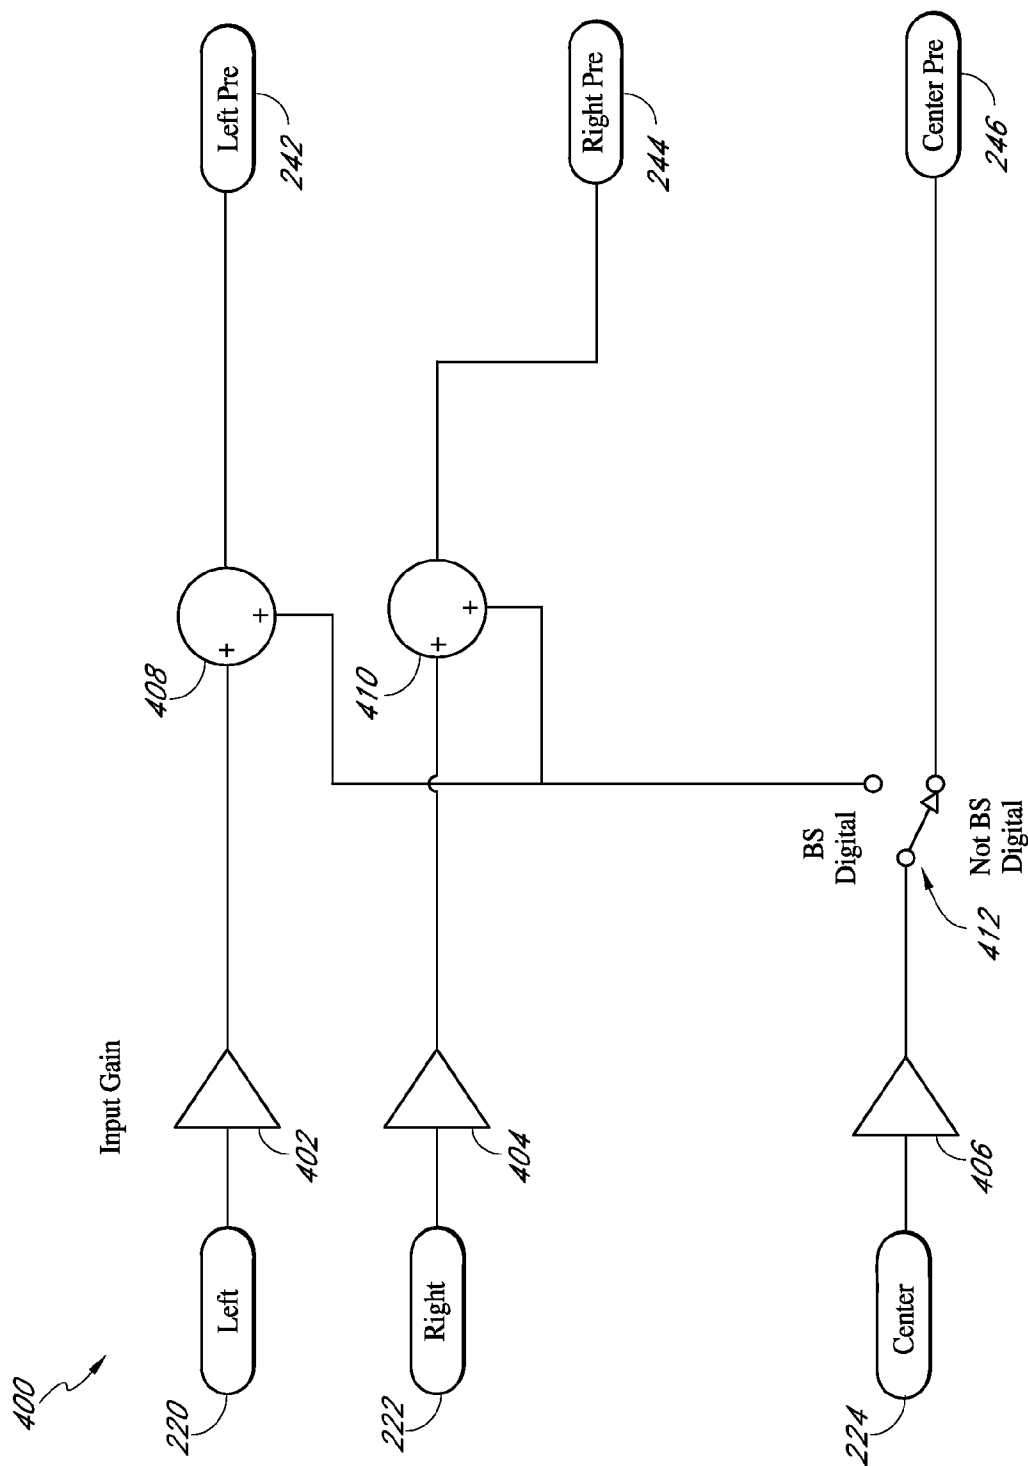 400
Input Gain
220
Left
402
+
+
408
Left Pre
242
222
Right
404
+
+
410
Right Pre
244
224
Center
406
BS
Digital
412
Not BS
Digital
Center Pre
246